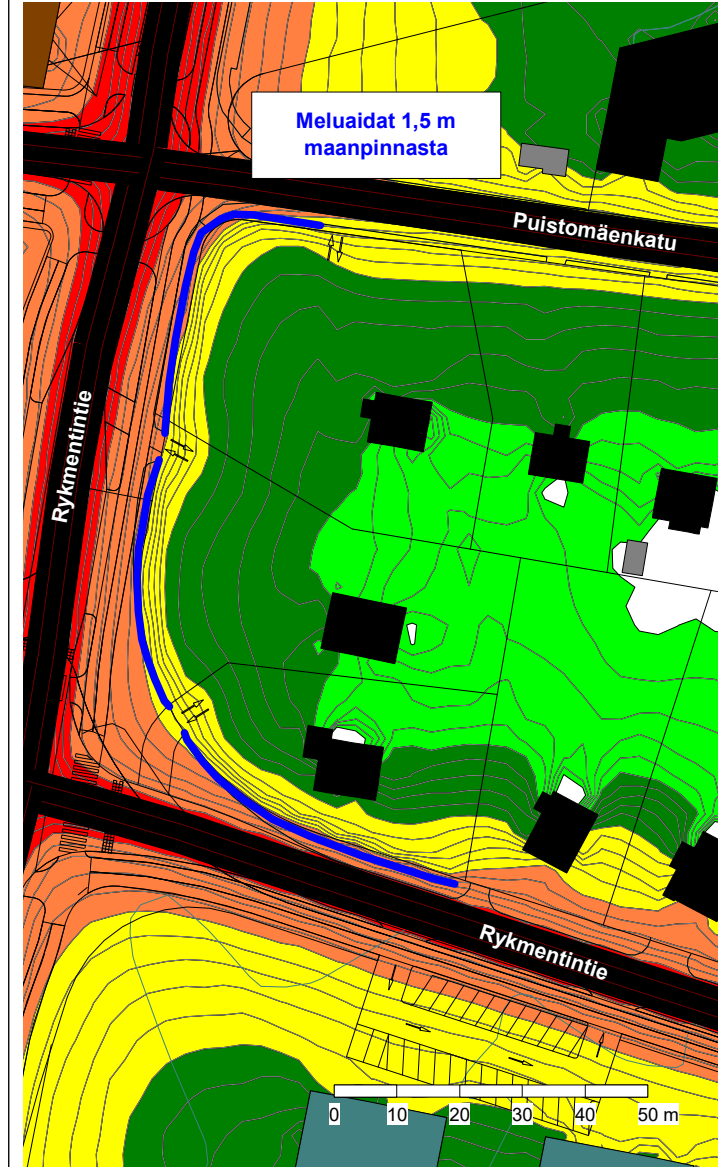 Meluaidat 1,5 m
maanpinnasta
Puistomäenkatu
Rykmentintie
Rykmentintie
0 10 20 30 40 50 m